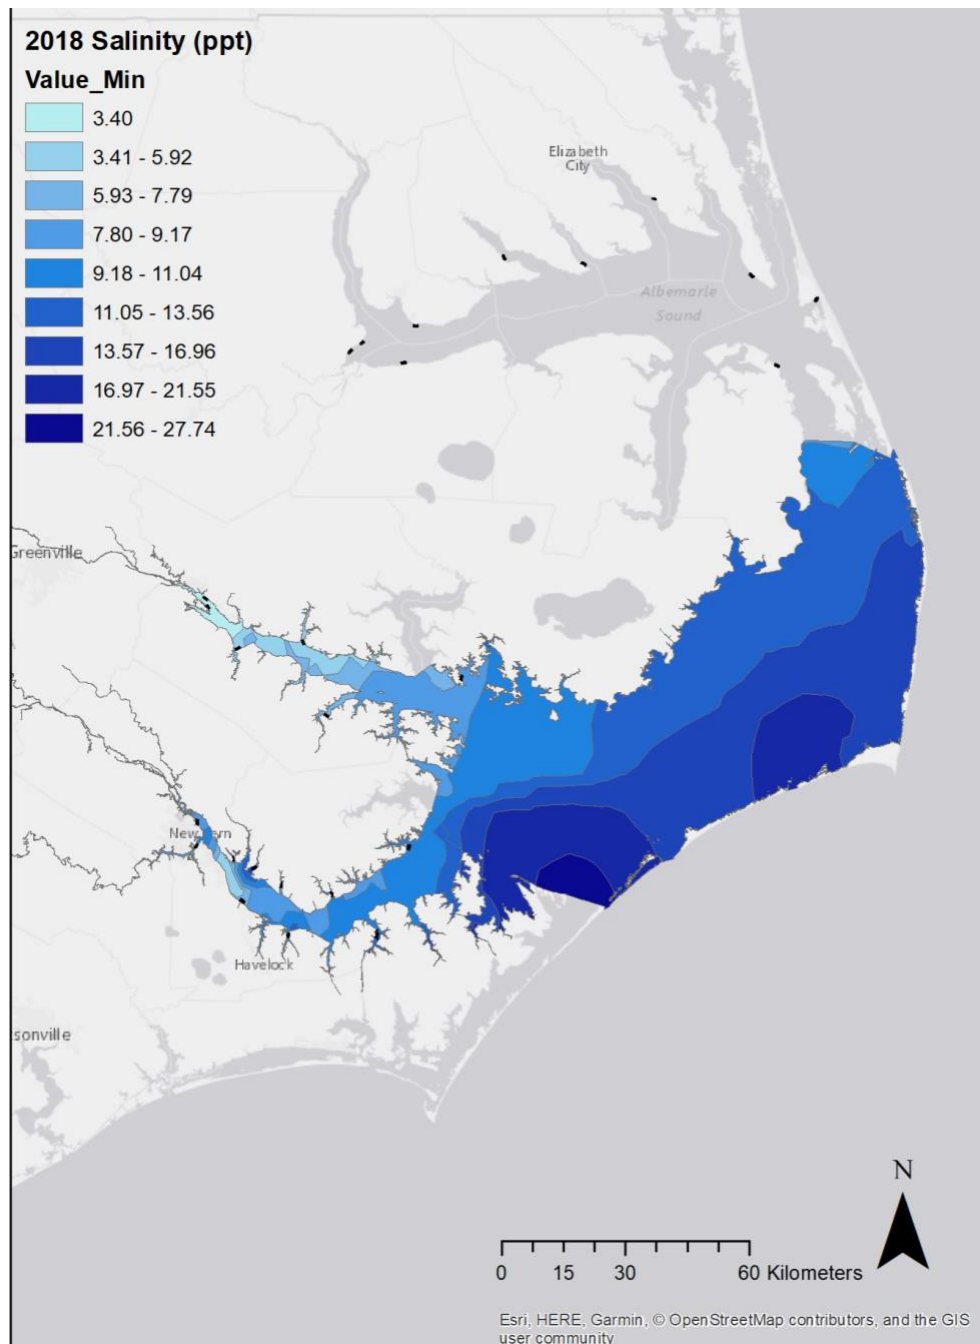 2018 Salinity (ppt)
Value_Min
3.40
3.41 - 5.92
5.93 - 7.79
7.80 - 9.17
9.18 - 11.04
11.05 - 13.56
13.57 - 16.96
16.97 - 21.55
21.56 - 27.74
Elizabeth
City
Albemarle
Sound
Greenville
New Bern
Havelock
sonville
N
0 15 30 60 Kilometers
Esri, HERE, Garmin, © OpenStreetMap contributors, and the GIS
user community